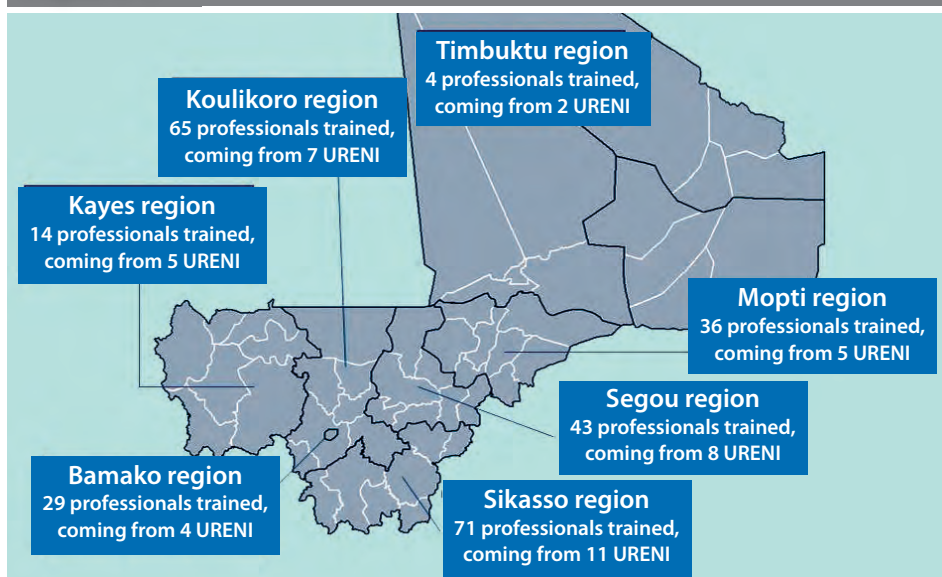 Timbuktu region
4 professionals trained,
coming from 2 URENI
Koulikoro region
65 professionals trained,
coming from 7 URENI
Kayes region
14 professionals trained,
coming from 5 URENI
Mopti region
36 professionals trained,
coming from 5 URENI
Segou region
43 professionals trained,
coming from 8 URENI
Bamako region
29 professionals trained,
coming from 4 URENI
Sikasso region
71 professionals trained,
coming from 11 URENI